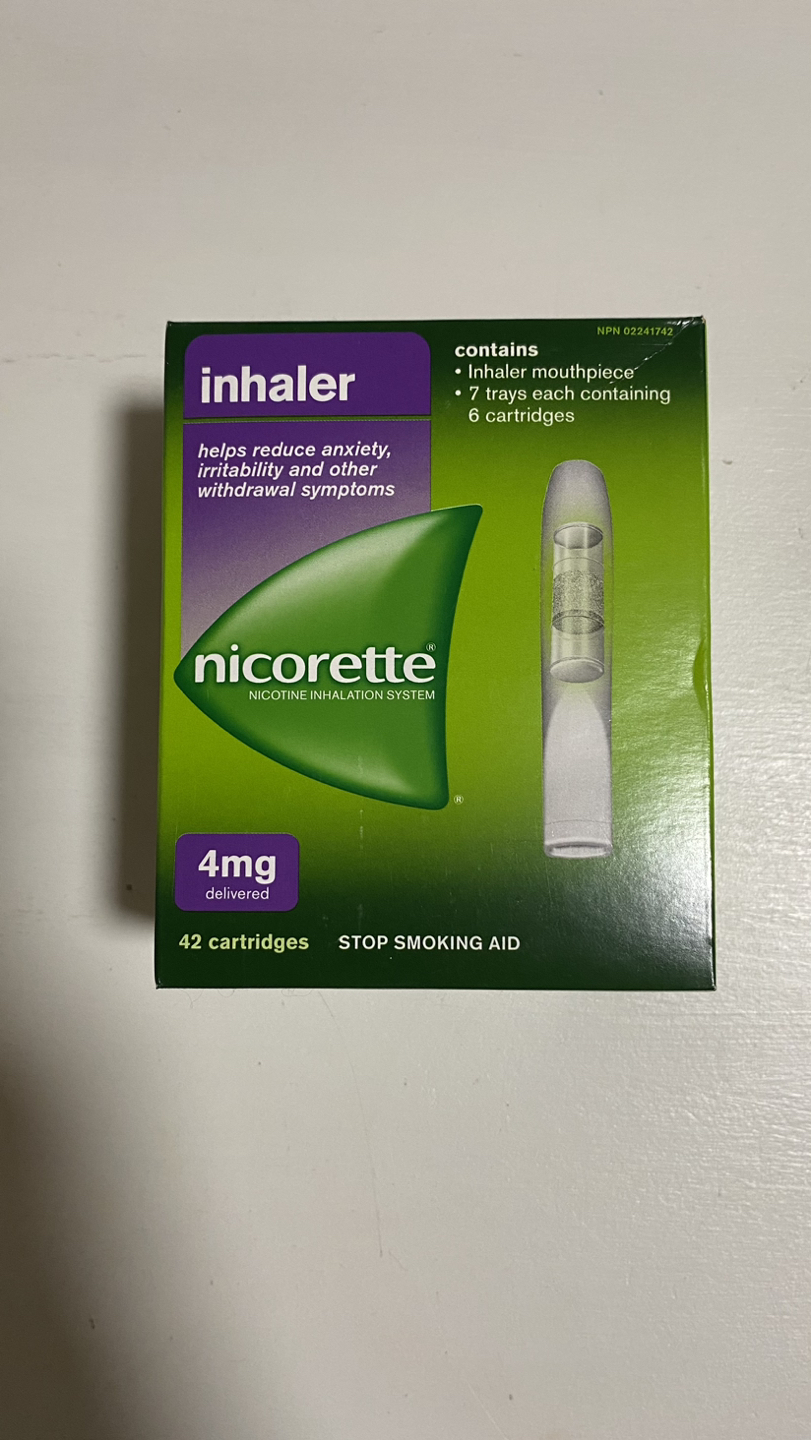 NPN 02241742
inhaler
contains
• Inhaler mouthpiece
• 7 trays each containing
6 cartridges
helps reduce anxiety,
irritability and other
withdrawal symptoms
nicorette®
NICOTINE INHALATION SYSTEM
®
4mg
delivered
42 cartridges
STOP SMOKING AID